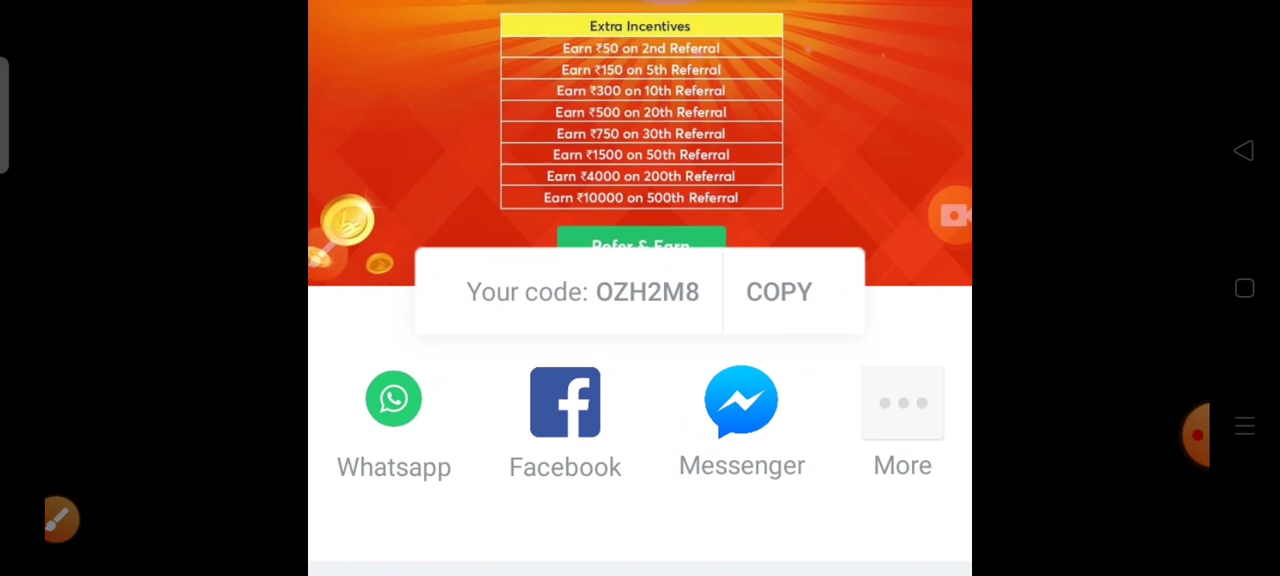 Extra Incentives
Earn ₹50 on 2nd Referral
Earn ₹150 on 5th Referral
Earn ₹300 on 10th Referral
Earn ₹500 on 20th Referral
Earn ₹750 on 30th Referral
Earn ₹1500 on 50th Referral
Earn ₹4000 on 200th Referral
Earn ₹10000 on 500th Referral
Refer & Earn
Your code: OZH2M8 COPY
Whatsapp Facebook Messenger More